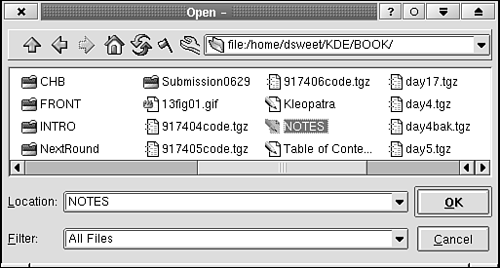 Open -
?
file:/home/dsweet/KDE/BOOK/
CHB Submission0629 917406code.tgz day17.tgz
FRONT 13fig01.gif Kleopatra day4.tgz
INTRO 917404code.tgz NOTES day4bak.tgz
NextRound 917405code.tgz Table of Conte... day5.tgz
Location: NOTES OK
Filter: All Files Cancel